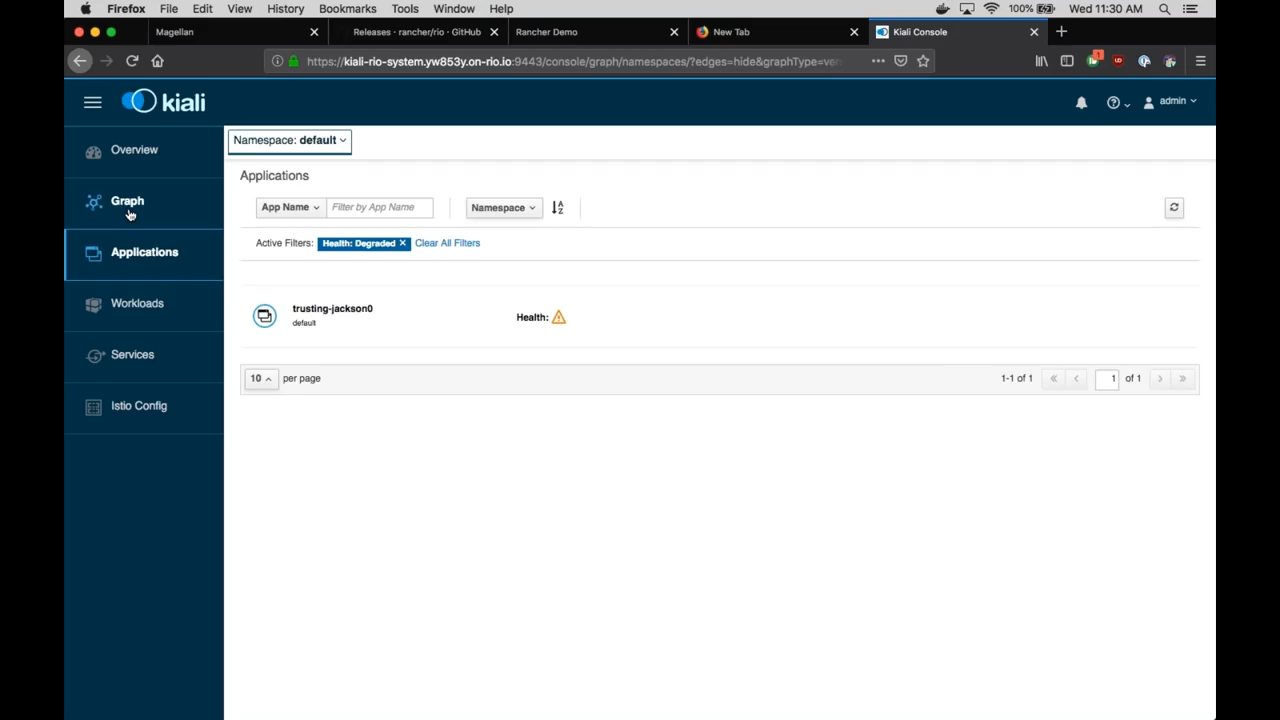 Firefox File Edit View History Bookmarks Tools Window Help 100% Wed 11:30 AM
Magellan Releases · rancher/rio · GitHub Rancher Demo New Tab Kiali Console
https://kiali-rio-system.yw853y.on-rio.io:9443/console/graph/namespaces/?edges=hide&graphType=ver
1
kiali
admin
Overview
Graph
Applications
Workloads
Services
Istio Config
Namespace: default
Applications
App Name Filter by App Name Namespace
Active Filters: Health: Degraded Clear All Filters
trusting-jackson0
default
Health:
10 per page 1-1 of 1 1 of 1